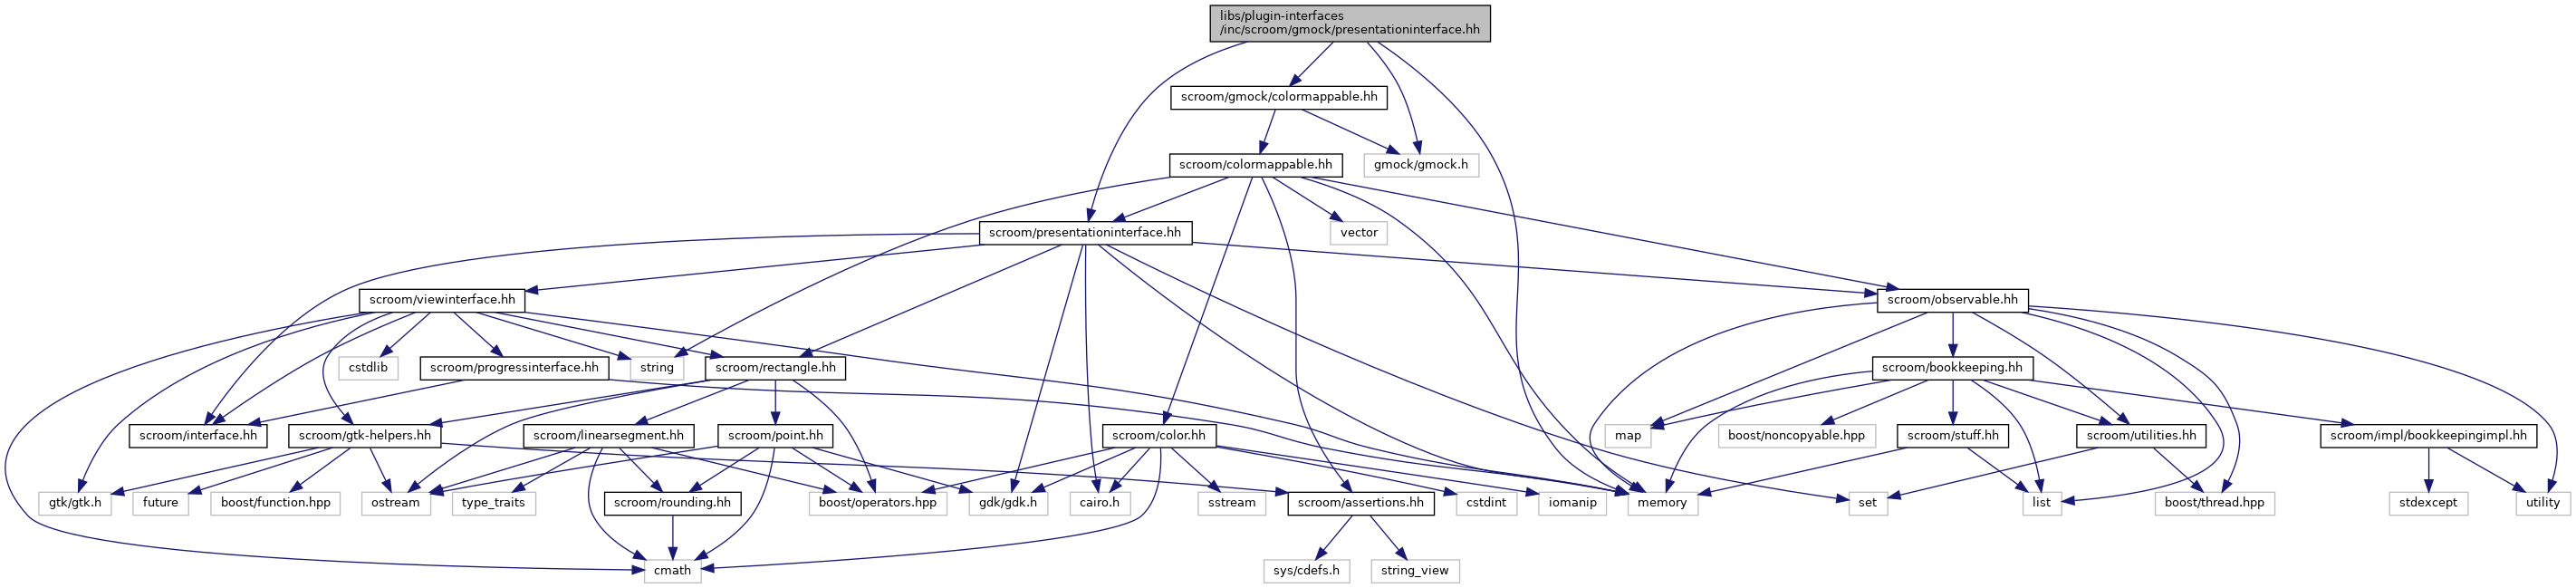 libs/plugin-interfaces
/inc/scroom/gmock/presentationinterface.hh
scroom/gmock/colormappable.hh
scroom/colormappable.hh
gmock/gmock.h
scroom/presentationinterface.hh
vector
scroom/viewinterface.hh
scroom/observable.hh
cstdlib
scroom/progressinterface.hh
string
scroom/rectangle.hh
scroom/bookkeeping.hh
scroom/interface.hh
scroom/gtk-helpers.hh
scroom/linearsegment.hh
scroom/point.hh
scroom/color.hh
map
boost/noncopyable.hpp
scroom/stuff.hh
scroom/utilities.hh
scroom/impl/bookkeepingimpl.hh
gtk/gtk.h
future
boost/function.hpp
ostream
type_traits
scroom/rounding.hh
boost/operators.hpp
gdk/gdk.h
cairo.h
sstream
scroom/assertions.hh
cstdint
iomanip
memory
set
list
boost/thread.hpp
stdexcept
utility
cmath
sys/cdefs.h
string_view